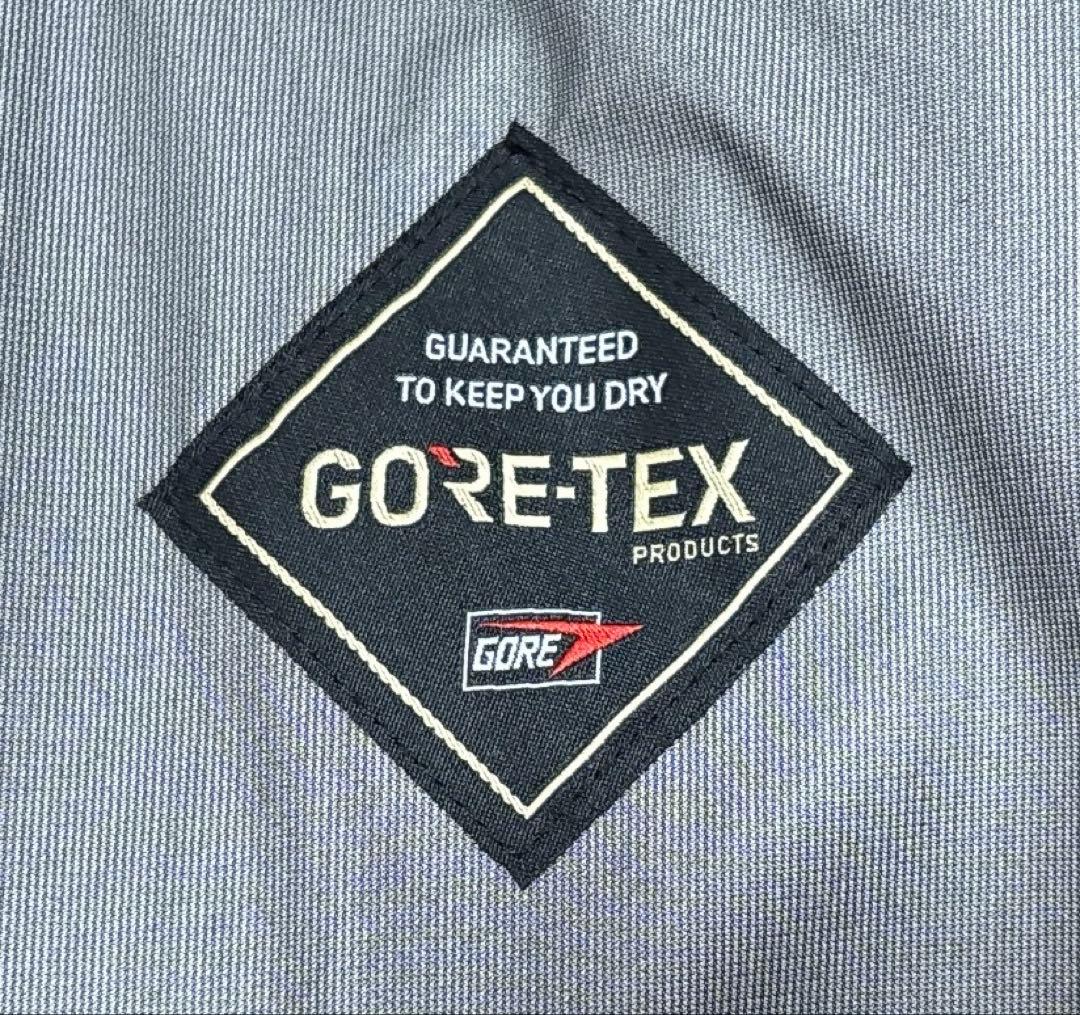 GUARANTEED
TO KEEP YOU DRY
GORE-TEX
PRODUCTS
GORE